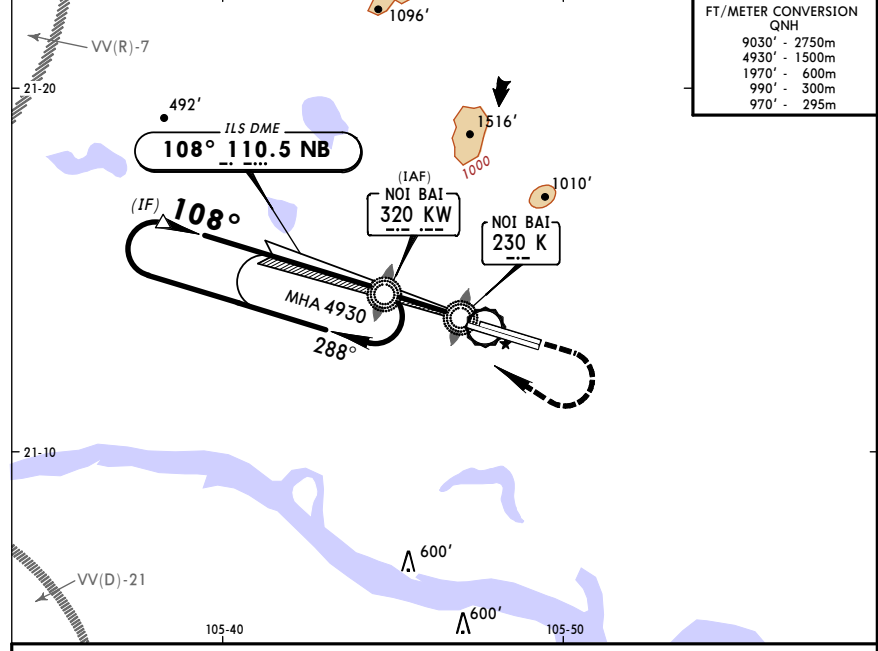 1096'
FT/METER CONVERSION
QNH
9030' - 2750m
4930' - 1500m
1970' - 600m
990' - 300m
970' - 295m
VV(R)-7
21-20
492'
1516'
1000
ILS DME
108° 110.5 NB
(IAF)
NOI BAI
320 KW
1010'
NOI BAI
230 K
(IF)
108°
MHA 4930
288°
21-10
600'
VV(D)-21
600'
105-40
105-50